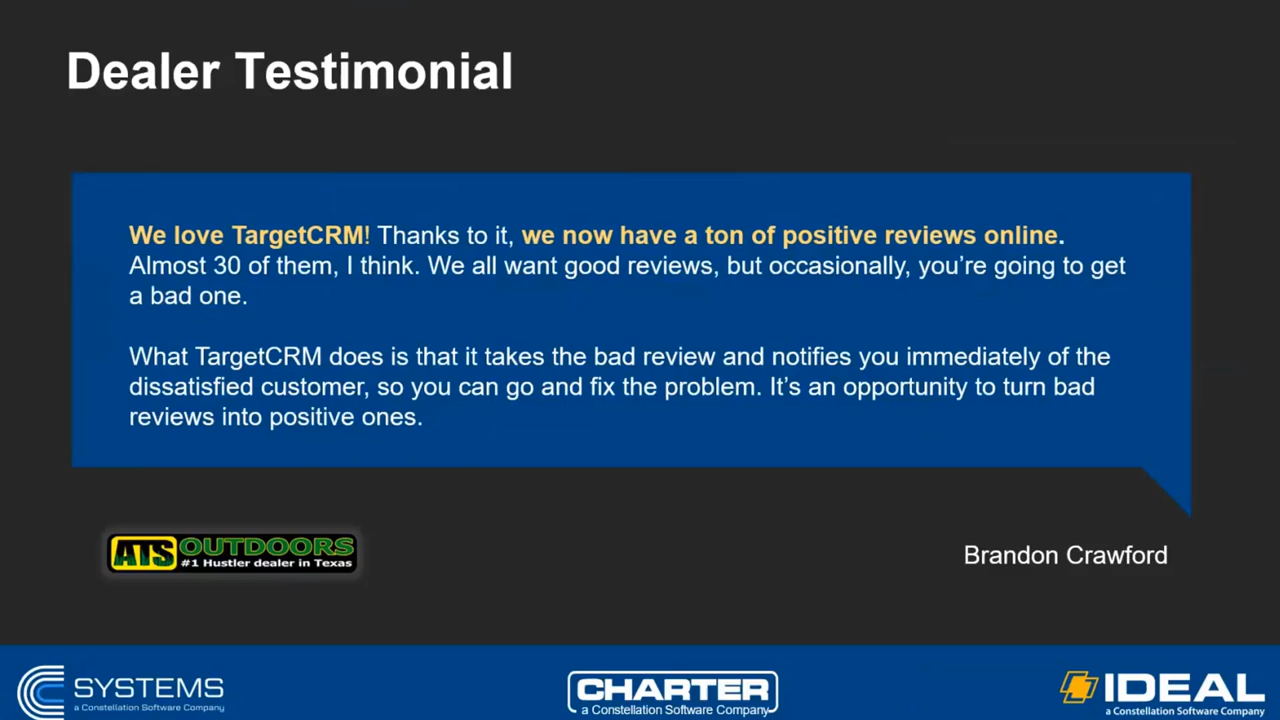 Dealer Testimonial
We love TargetCRM! Thanks to it, we now have a ton of positive reviews online.
Almost 30 of them, I think. We all want good reviews, but occasionally, you’re going to get
a bad one.
What TargetCRM does is that it takes the bad review and notifies you immediately of the
dissatisfied customer, so you can go and fix the problem. It’s an opportunity to turn bad
reviews into positive ones.
ATS OUTDOORS
#1 Hustler dealer in Texas
Brandon Crawford
SYSTEMS
a Constellation Software Company
CHARTER
a Constellation Software Company
IDEAL
a Constellation Software Company